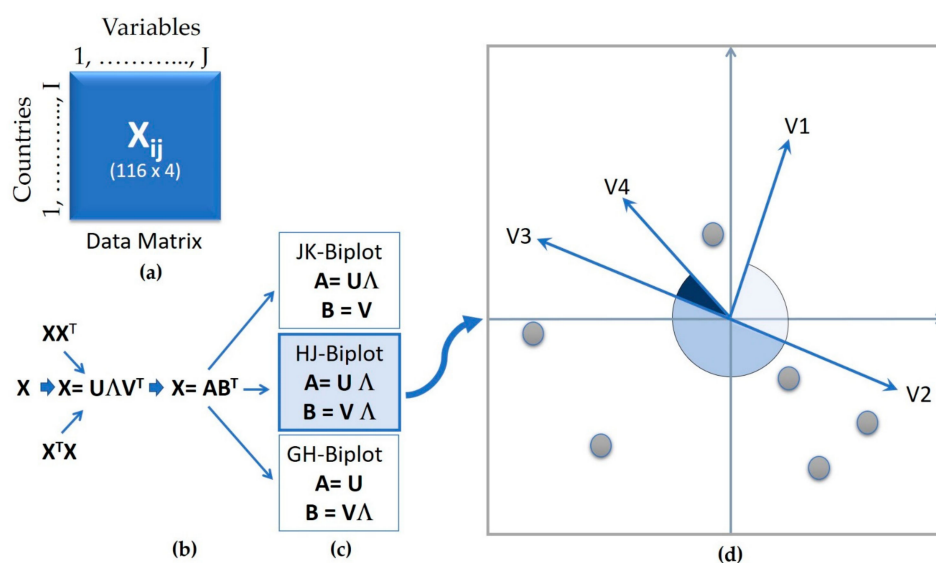 Variables
1, ..........., J
Countries
1, .............., I
X_ij
(116 x 4)
Data Matrix
(a)
XX^T
X X= UΛV^T X= AB^T
X^TX
(b)
JK-Biplot
A= UΛ
B = V
HJ-Biplot
A= U Λ
B = V Λ
GH-Biplot
A= U
B = VΛ
(c)
V1
V4
V3
V2
(d)